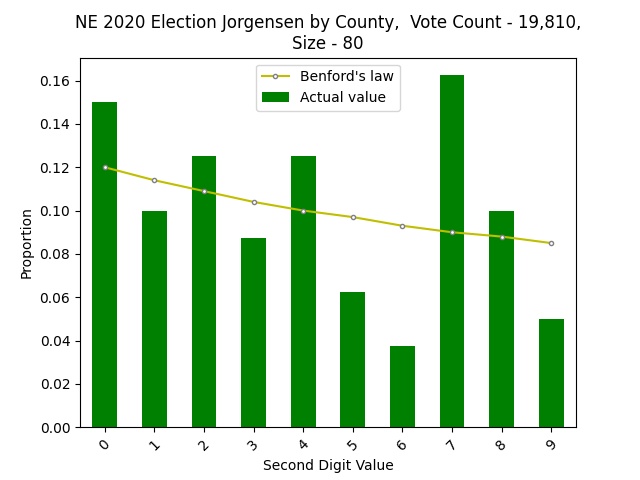 NE 2020 Election Jorgensen by County,  Vote Count - 19,810,
Size - 80
Benford's law
Actual value
0.16
0.14
0.12
0.10
0.08
0.06
0.04
0.02
0.00
Proportion
0 1 2 3 4 5 6 7 8 9
Second Digit Value